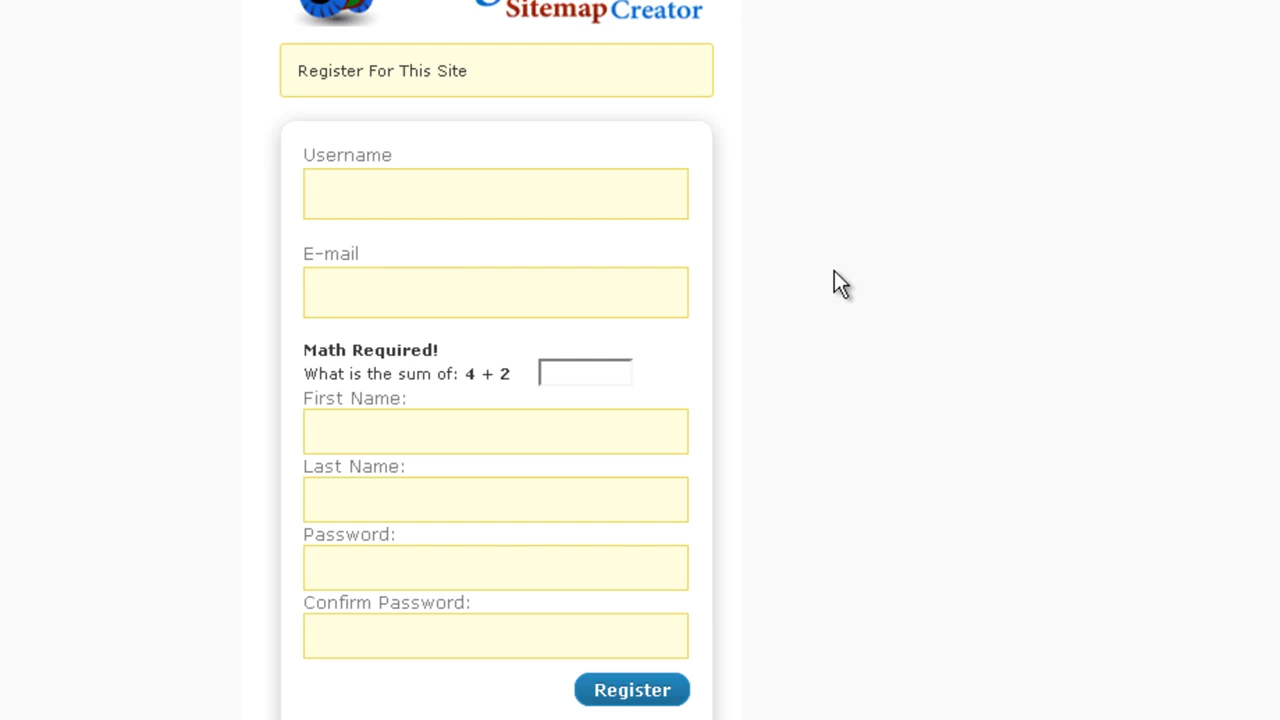 Sitemap Creator
Register For This Site
Username
E-mail
Math Required!
What is the sum of: 4 + 2
First Name:
Last Name:
Password:
Confirm Password:
Register